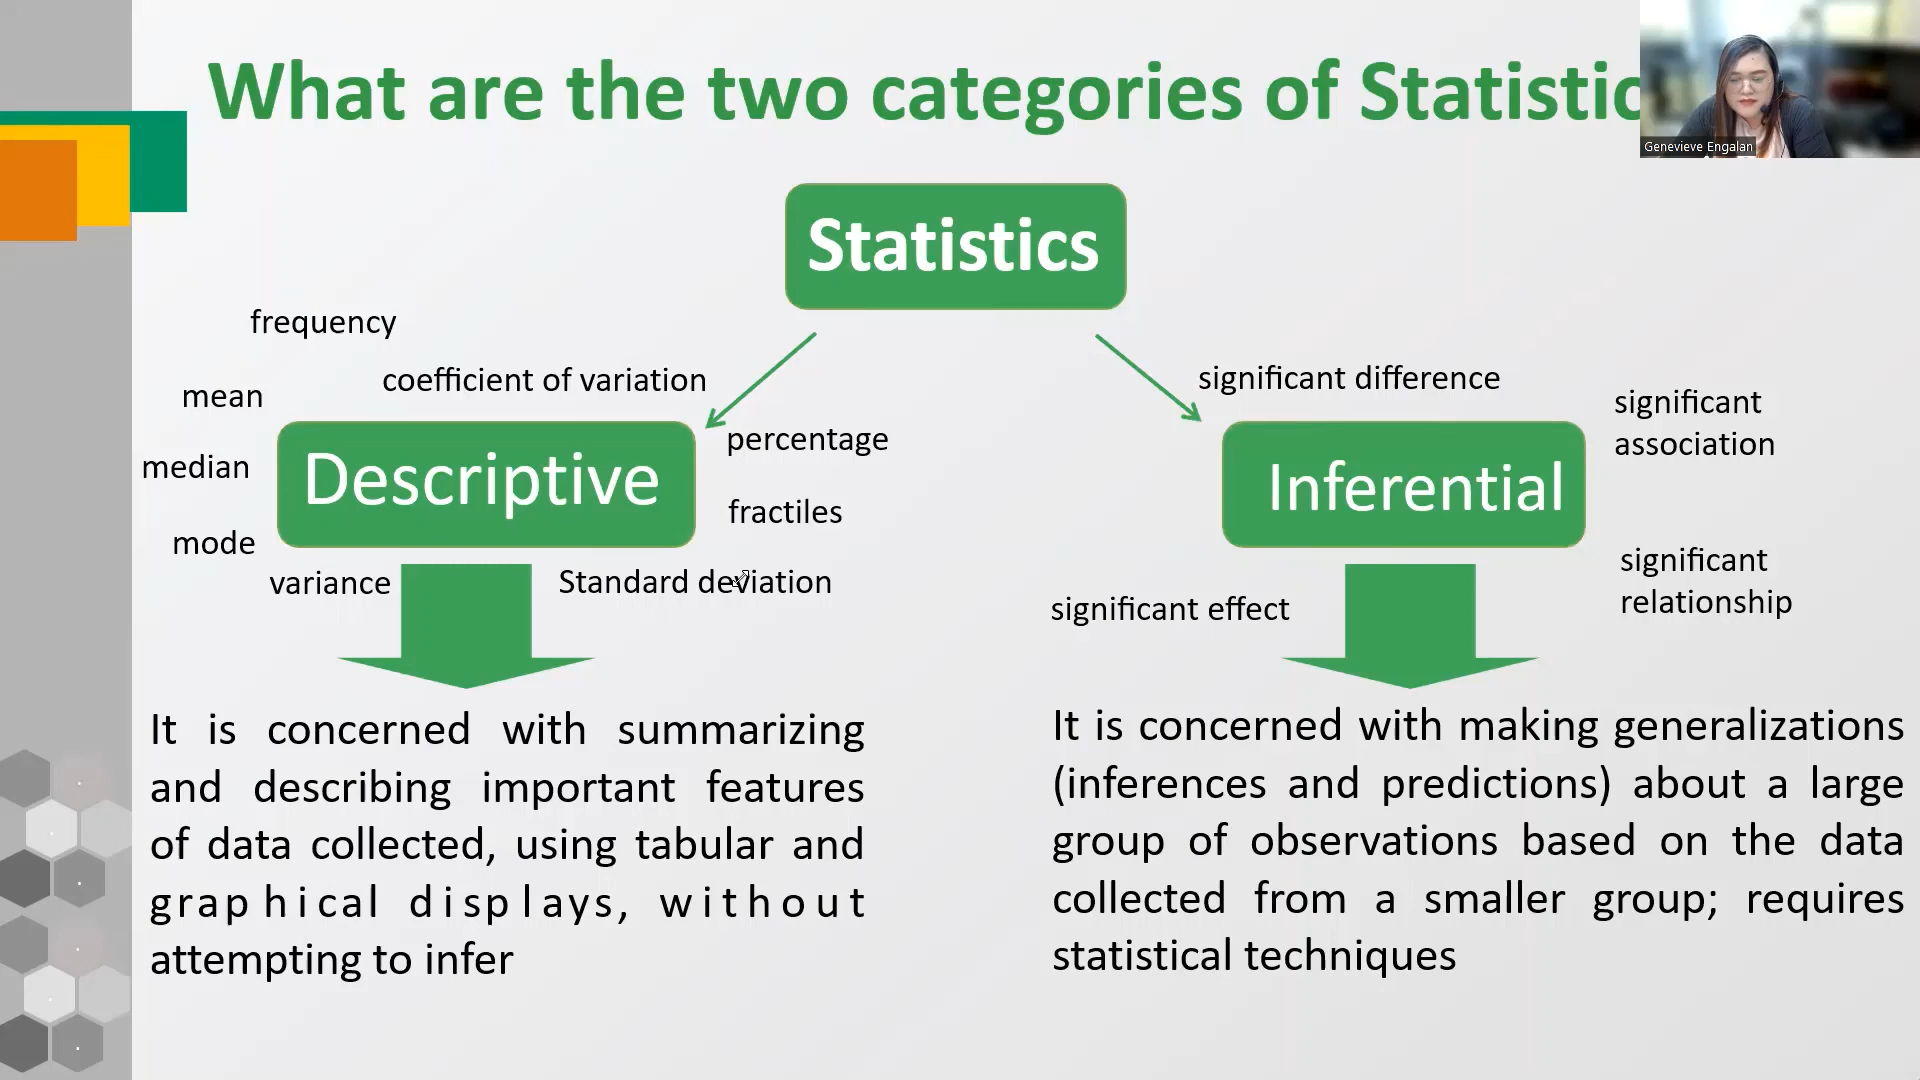 What are the two categories of Statistic
Genevieve Engalan
Statistics
frequency
coefficient of variation
mean
median
mode
variance
Descriptive
percentage
fractiles
Standard deviation
significant difference
significant
association
Inferential
significant
relationship
significant effect
It is concerned with summarizing
and describing important features
of data collected, using tabular and
graphical displays, without
attempting to infer
It is concerned with making generalizations
(inferences and predictions) about a large
group of observations based on the data
collected from a smaller group; requires
statistical techniques